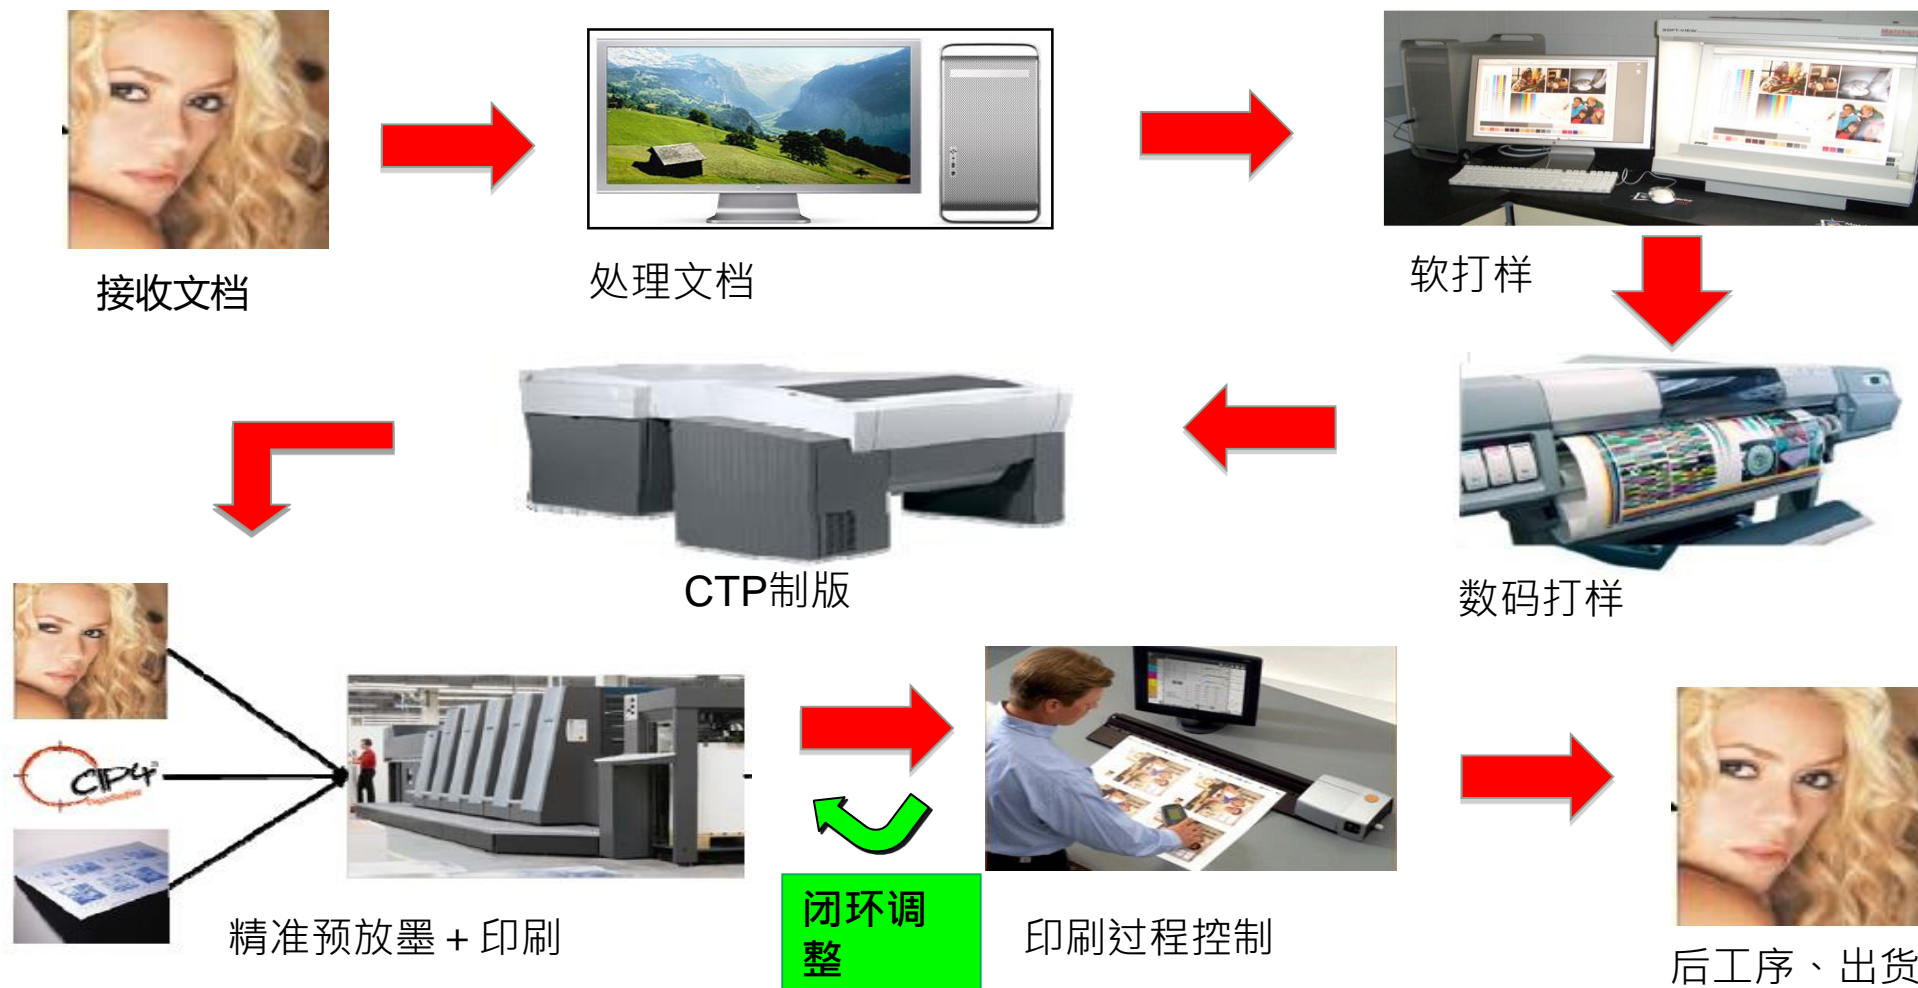 SOFT-VIEW
接收文档
处理文档
软打样
CTP制版
数码打样
CIP4
精准预放墨+印刷
闭环调
整
印刷过程控制
后工序、出货